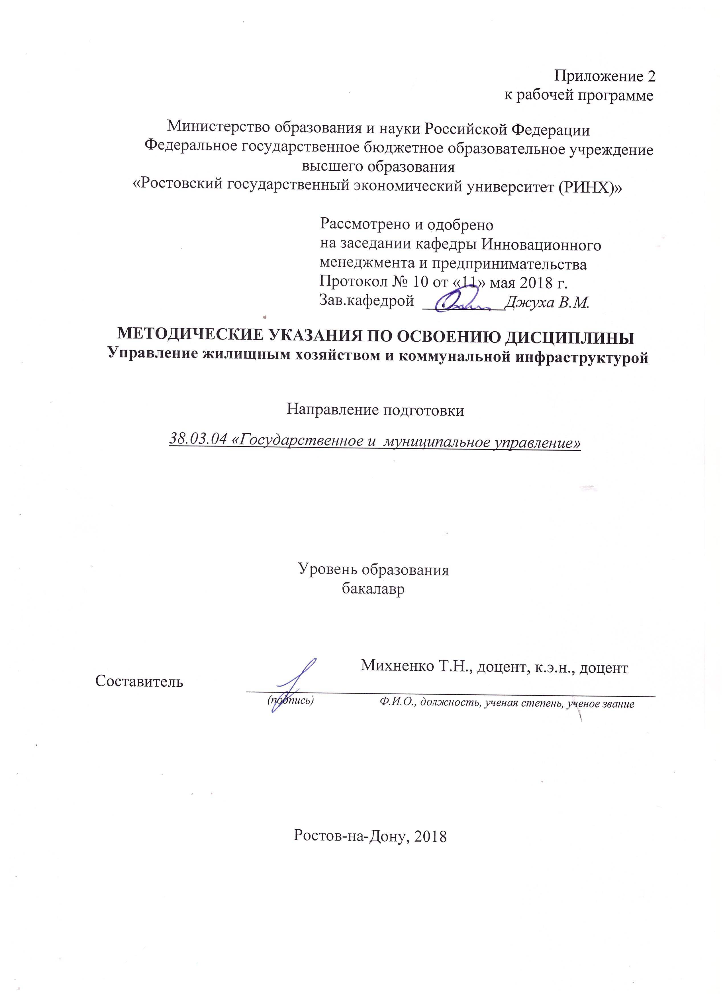 Приложение 2
к рабочей программе
Министерство образования и науки Российской Федерации
Федеральное государственное бюджетное образовательное учреждение
высшего образования
«Ростовский государственный экономический университет (РИНХ)»
Рассмотрено и одобрено
на заседании кафедры Инновационного
менеджмента и предпринимательства
Протокол № 10 от «11» мая 2018 г.
Зав.кафедрой __________Джуха В.М.
МЕТОДИЧЕСКИЕ УКАЗАНИЯ ПО ОСВОЕНИЮ ДИСЦИПЛИНЫ
Управление жилищным хозяйством и коммунальной инфраструктурой
Направление подготовки
38.03.04 «Государственное и муниципальное управление»
Уровень образования
бакалавр
Михненко Т.Н., доцент, к.э.н., доцент
Составитель
(подпись) Ф.И.О., должность, ученая степень, ученое звание
Ростов-на-Дону, 2018